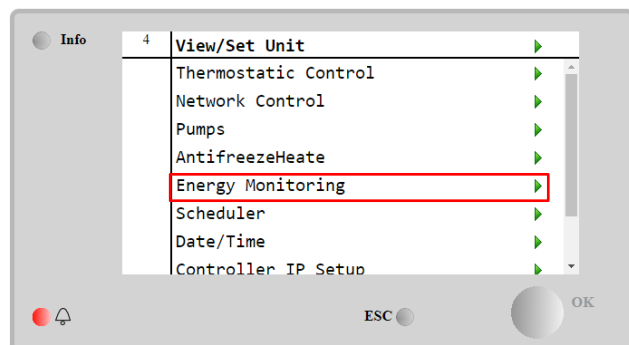 Info
4 View/Set Unit
Thermostatic Control
Network Control
Pumps
AntifreezeHeate
Energy Monitoring
Scheduler
Date/Time
Controller IP Setup
ESC
OK